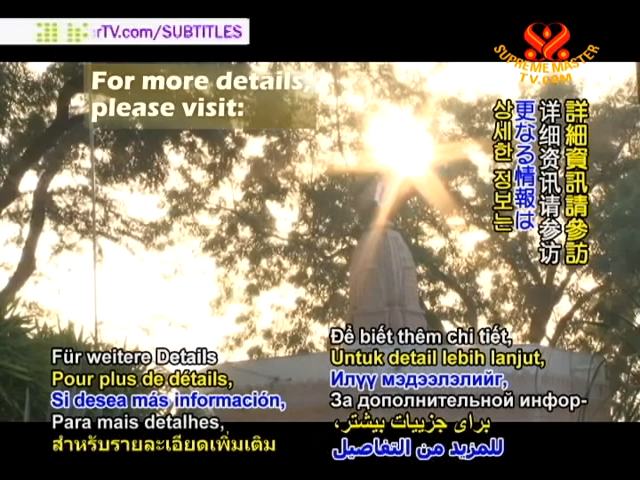 rTV.com/SUBTITLES
SUPREME MASTER
TV.COM
For more details,
please visit:
詳細資訊請參訪
详细资讯请参访
更なる情報は
상세한 정보는
Für weitere Details
Pour plus de détails,
Si desea más información,
Para mais detalhes,
สำหรับรายละเอียดเพิ่มเติม
Để biết thêm chi tiết,
Untuk detail lebih lanjut,
Илүү мэдээлэлийг,
За дополнительной инфор-
برای جزییات بیشتر،
للمزيد من التفاصيل